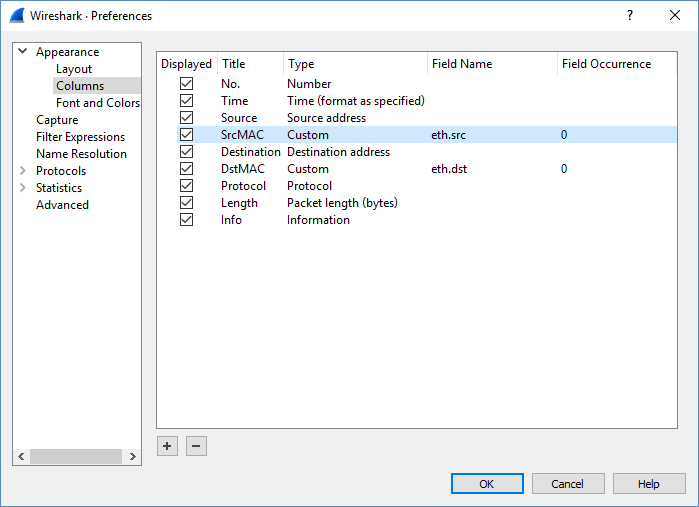 Wireshark · Preferences
Appearance
Layout
Columns
Font and Colors
Capture
Filter Expressions
Name Resolution
Protocols
Statistics
Advanced
Displayed Title Type Field Name Field Occurrence
No. Number
Time Time (format as specified)
Source Source address
SrcMAC Custom eth.src 0
Destination Destination address
DstMAC Custom eth.dst 0
Protocol Protocol
Length Packet length (bytes)
Info Information
OK Cancel Help